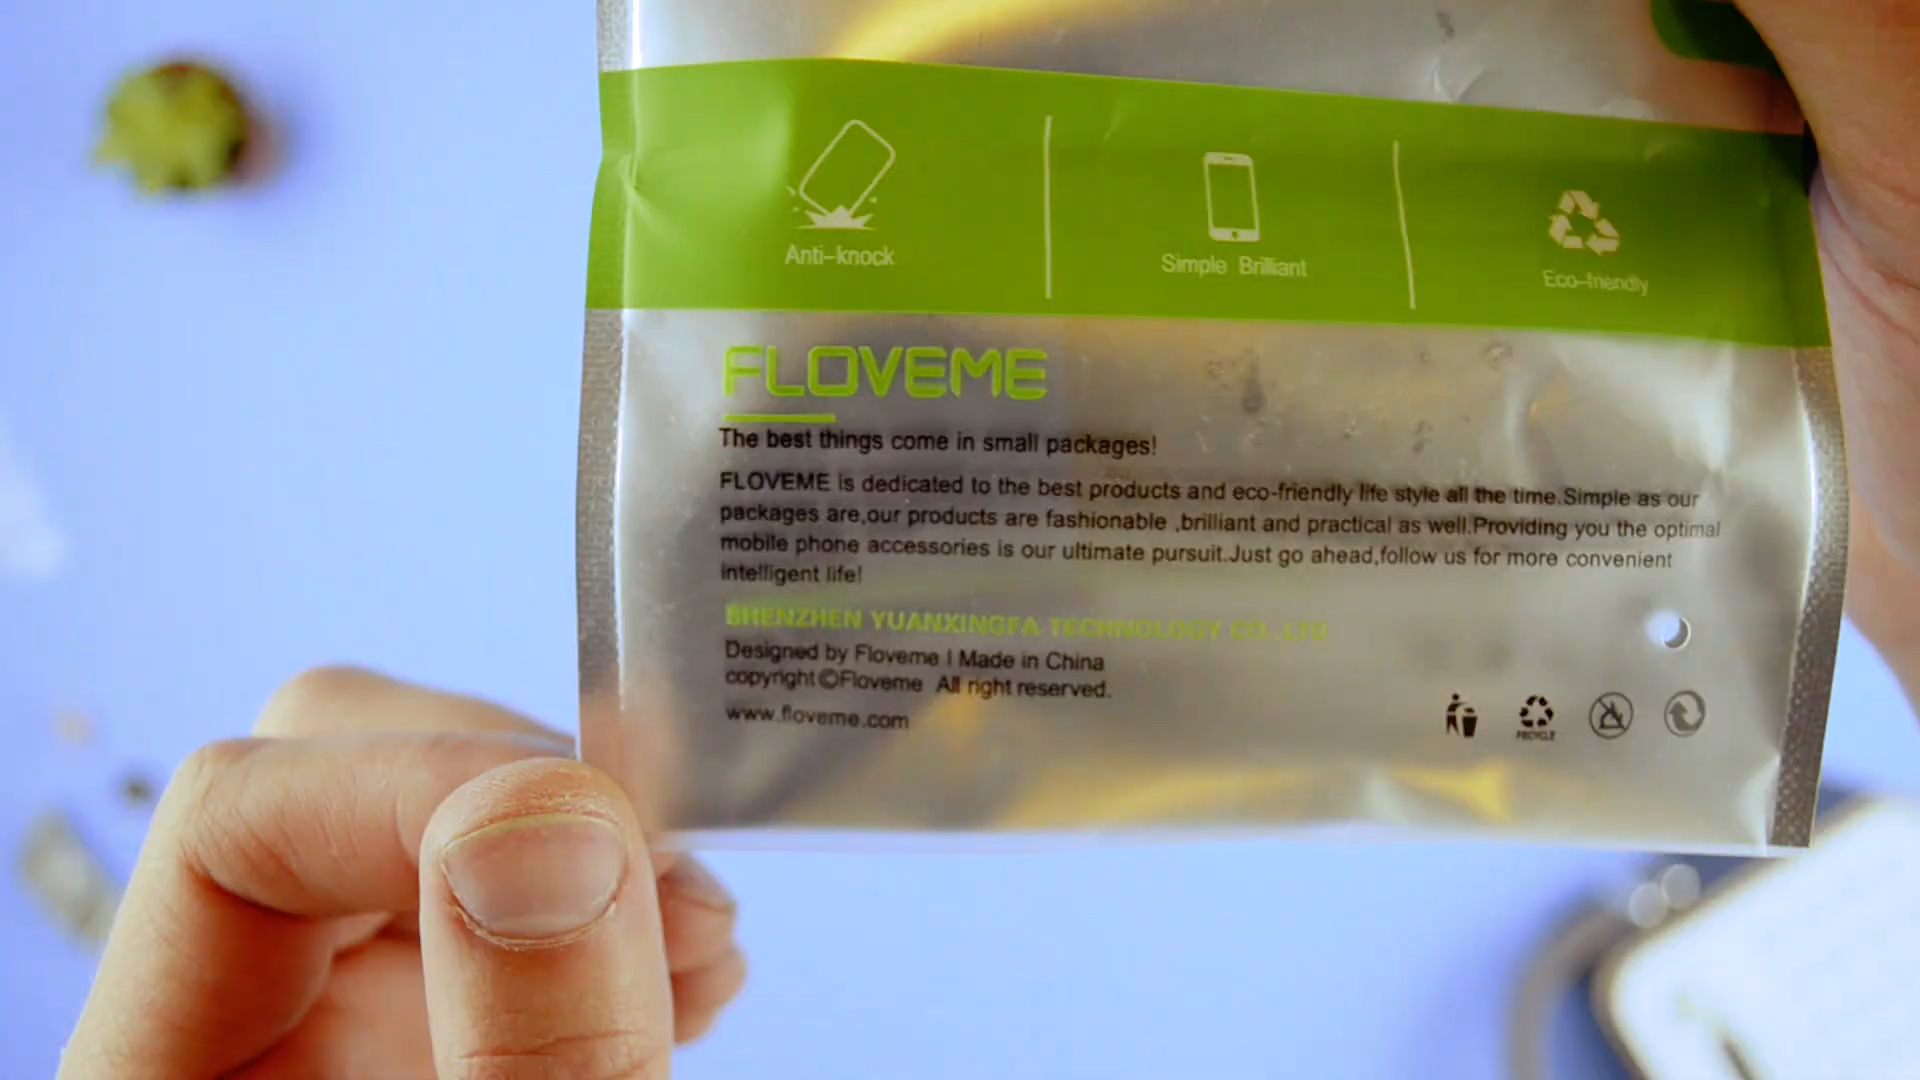 Anti-knock
Simple Brilliant
Eco-friendly
FLOVEME
The best things come in small packages!
FLOVEME is dedicated to the best products and eco-friendly life style all the time.Simple as our
packages are,our products are fashionable ,brilliant and practical as well.Providing you the optimal
mobile phone accessories is our ultimate pursuit.Just go ahead,follow us for more convenient
intelligent life!
SHENZHEN YUANXINGFA TECHNOLOGY CO.,LTD
Designed by Floveme | Made in China
copyright ©Floveme All right reserved.
www.floveme.com
RECYCLE